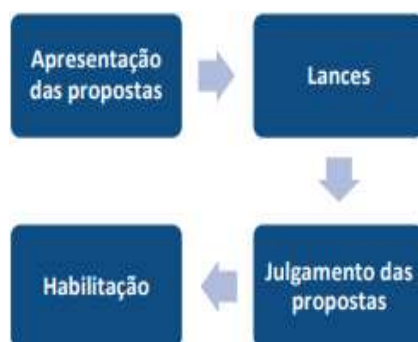 Apresentação
das propostas
Lances
Julgamento das
propostas
Habilitação